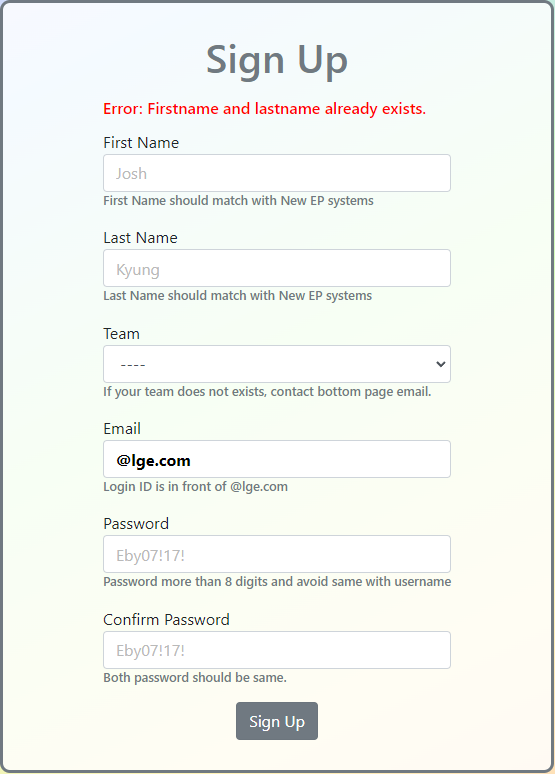 Sign Up
Error: Firstname and lastname already exists.
First Name
Josh
First Name should match with New EP systems
Last Name
Kyung
Last Name should match with New EP systems
Team
----
If your team does not exists, contact bottom page email.
Email
@lge.com
Login ID is in front of @lge.com
Password
Eby07!17!
Password more than 8 digits and avoid same with username
Confirm Password
Eby07!17!
Both password should be same.
Sign Up